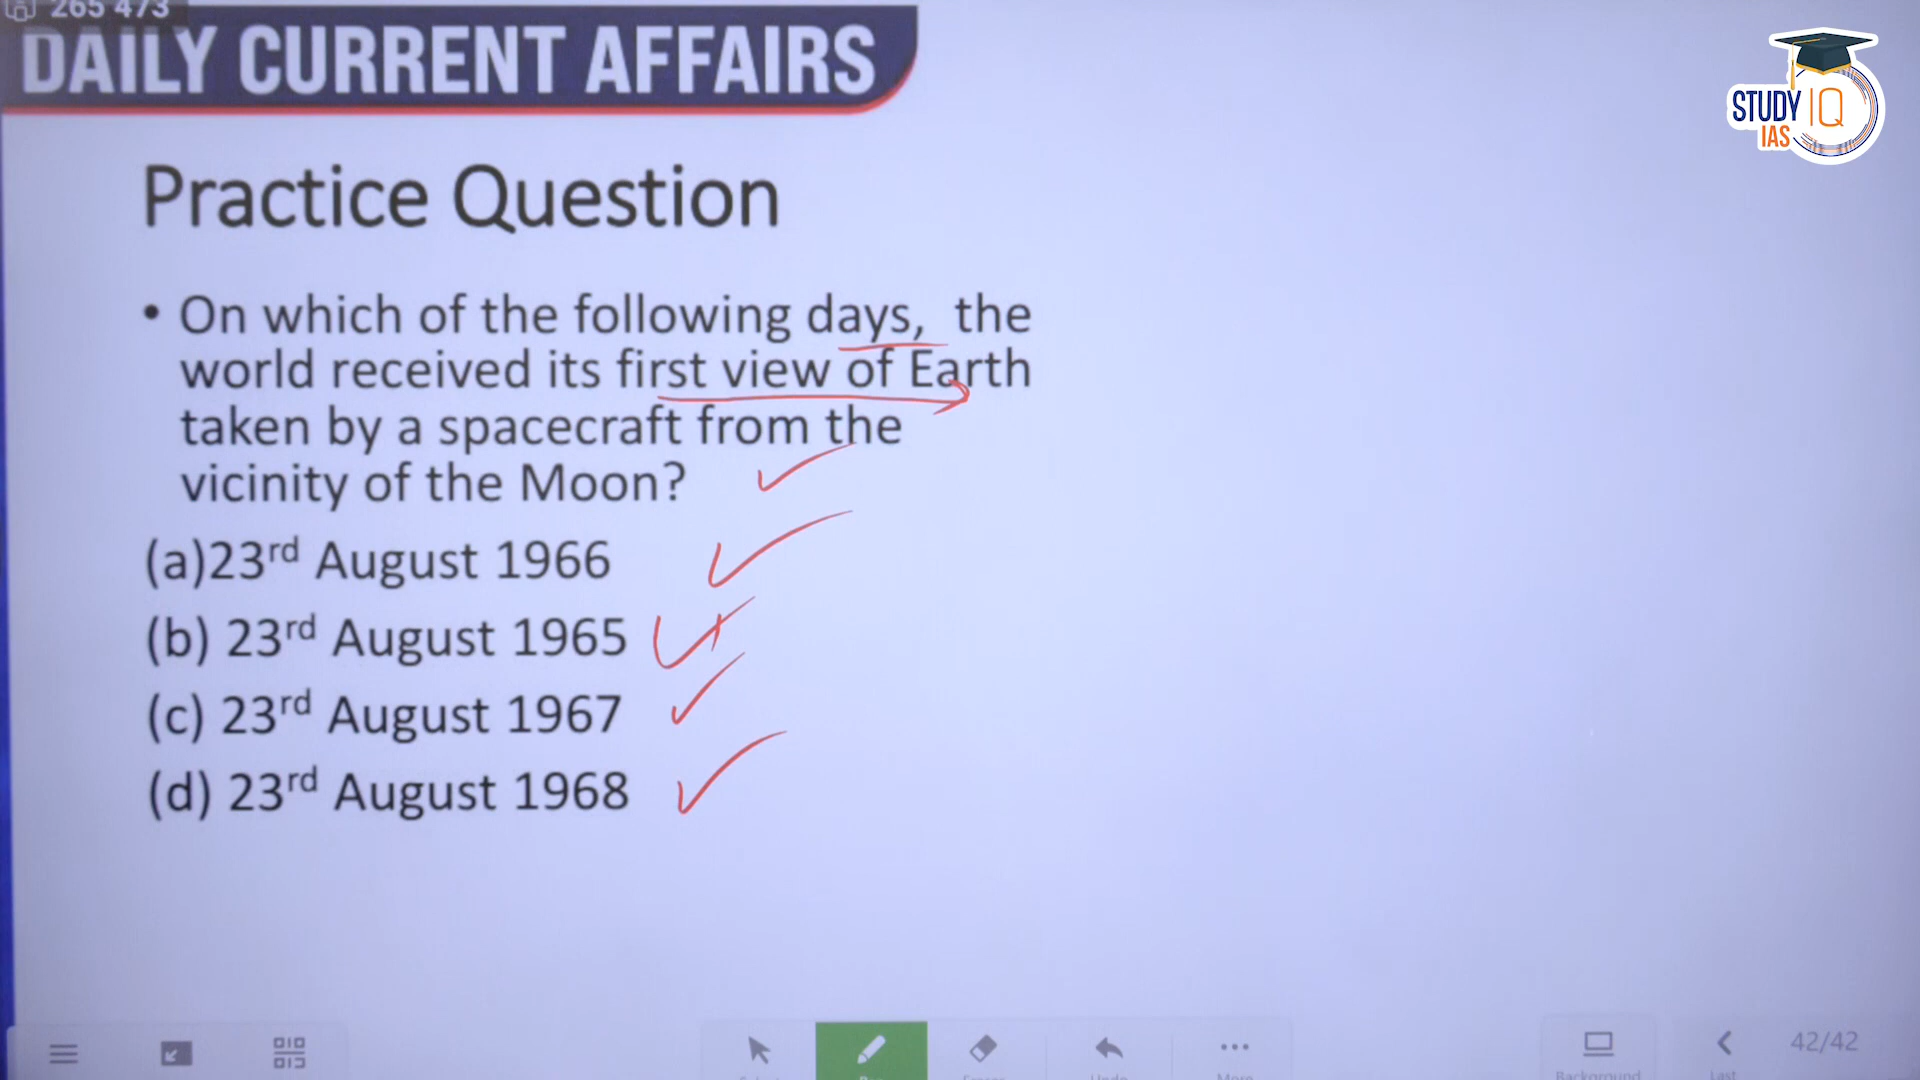 265 473
DAILY CURRENT AFFAIRS
STUDY IQ
IAS
Practice Question
• On which of the following days, the
world received its first view of Earth
taken by a spacecraft from the
vicinity of the Moon?
(a)23rd August 1966
(b) 23rd August 1965
(c) 23rd August 1967
(d) 23rd August 1968
Undo
More
Background
Last
42/42